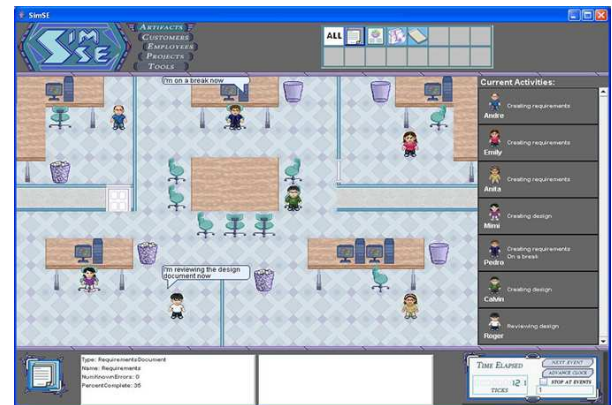 SimSE
SIM
SE
ARTIFACTS
CUSTOMERS
EMPLOYEES
PROJECTS
TOOLS
ALL
I'm on a break now
I'm reviewing the design
document now
Current Activities:
Creating requirements
Andre
Creating requirements
Emily
Creating requirements
Anita
Creating design
Mimi
Creating requirements
On a break
Pedro
Creating design
Calvin
Reviewing design
Roger
Type: RequirementsDocument
Name: Requirements
NumKnownErrors: 0
PercentComplete: 35
TIME ELAPSED
121
TICKS
NEXT EVENT
ADVANCE CLOCK
STOP AT EVENTS
1